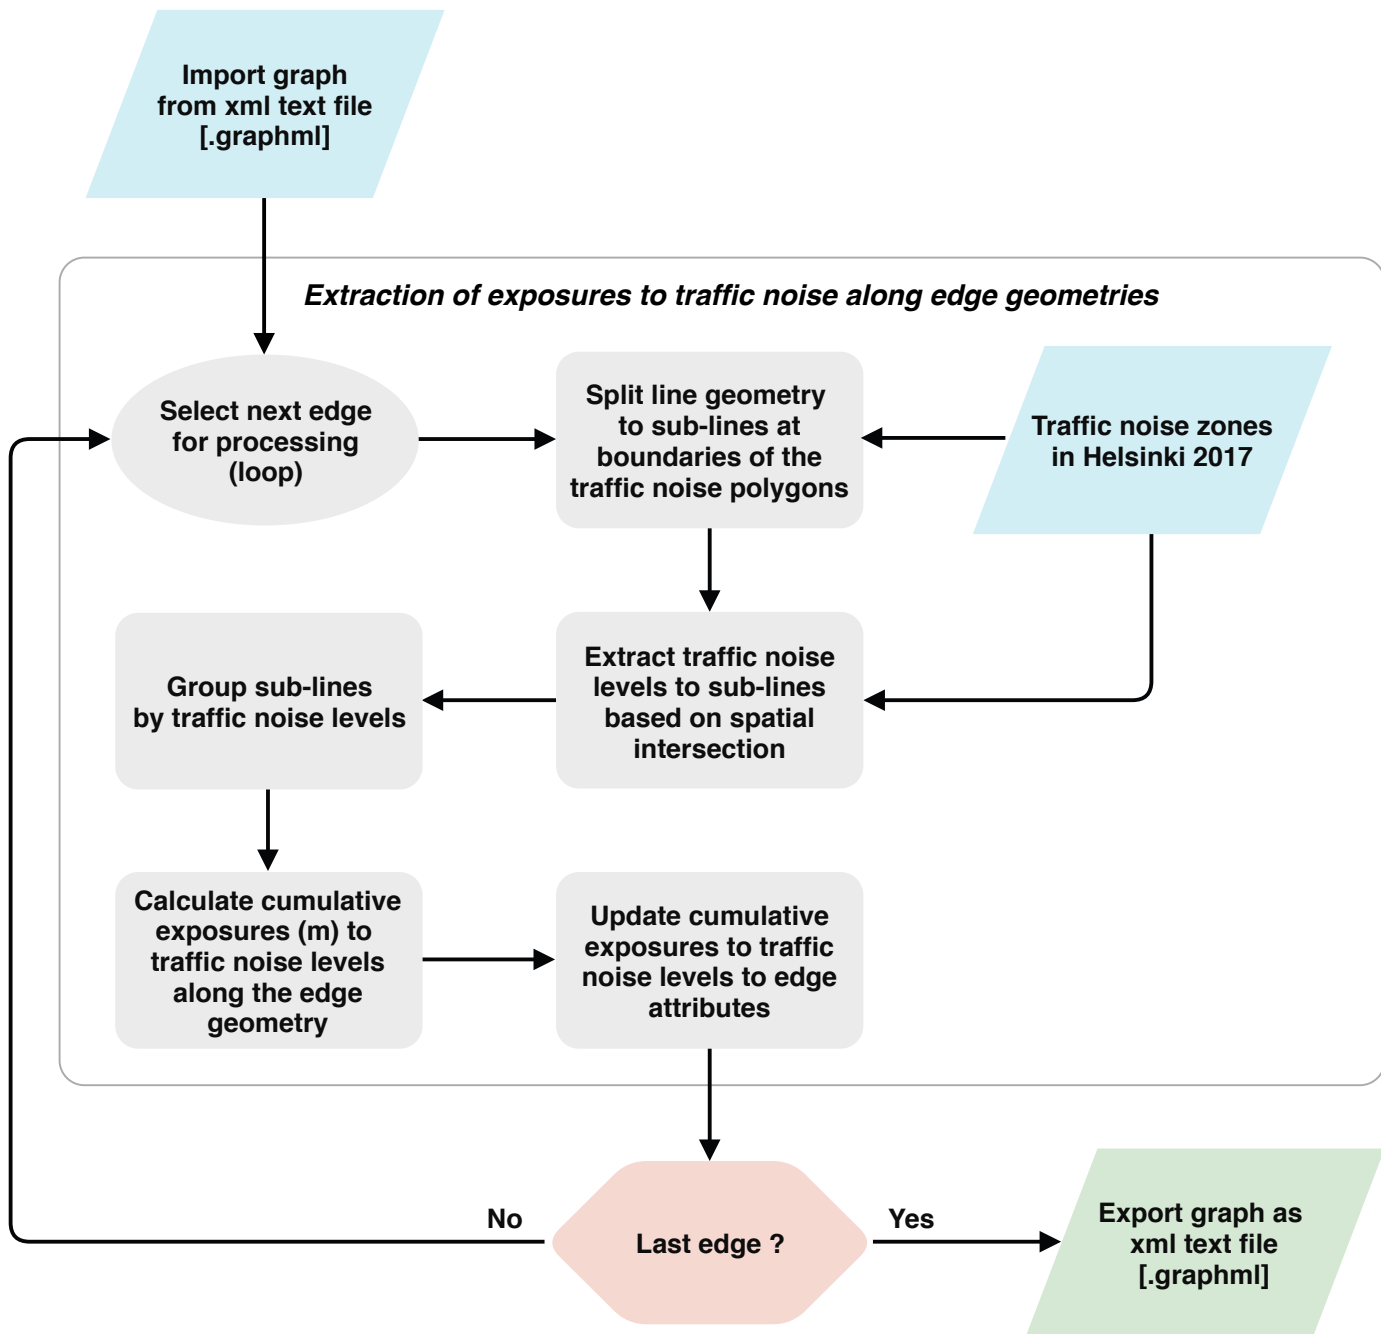 Import graph
from xml text file
[.graphml]
Extraction of exposures to traffic noise along edge geometries
Select next edge
for processing
(loop)
Split line geometry
to sub-lines at
boundaries of the
traffic noise polygons
Traffic noise zones
in Helsinki 2017
Group sub-lines
by traffic noise levels
Extract traffic noise
levels to sub-lines
based on spatial
intersection
Calculate cumulative
exposures (m) to
traffic noise levels
along the edge
geometry
Update cumulative
exposures to traffic
noise levels to edge
attributes
No
Last edge ?
Yes
Export graph as
xml text file
[.graphml]